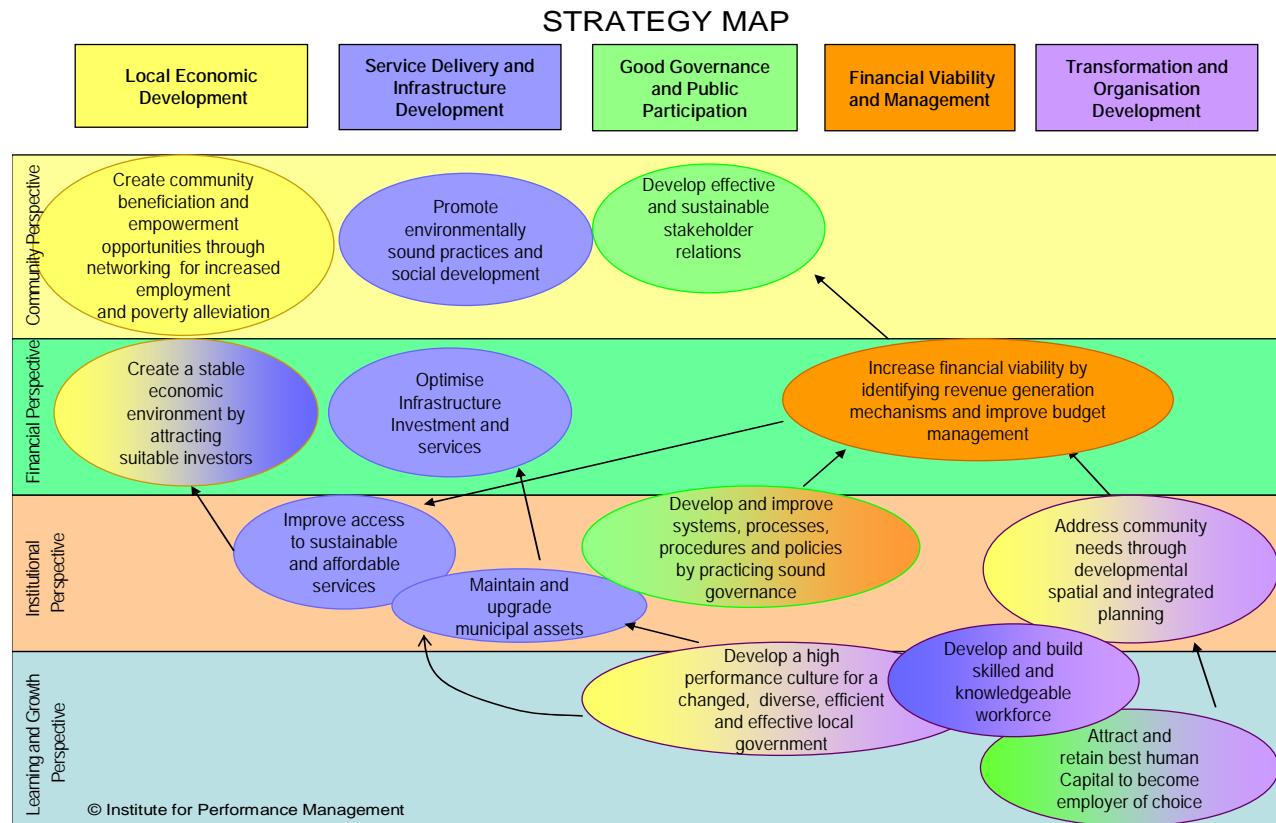 STRATEGY MAP
Local Economic
Development
Service Delivery and
Infrastructure
Development
Good Governance
and Public
Participation
Financial Viability
and Management
Transformation and
Organisation
Development
Community Perspective
Create community
beneficiation and
empowerment
opportunities through
networking for increased
employment
and poverty alleviation
Promote
environmentally
sound practices and
social development
Develop effective
and sustainable
stakeholder
relations
Financial Perspective
Create a stable
economic
environment by
attracting
suitable investors
Optimise
Infrastructure
Investment and
services
Increase financial viability by
identifying revenue generation
mechanisms and improve budget
management
Institutional
Perspective
Improve access
to sustainable
and affordable
services
Maintain and
upgrade
municipal assets
Develop and improve
systems, processes,
procedures and policies
by practicing sound
governance
Address community
needs through
developmental
spatial and integrated
planning
Learning and Growth
Perspective
Develop a high
performance culture for a
changed, diverse, efficient
and effective local
government
Develop and build
skilled and
knowledgeable
workforce
Attract and
retain best human
Capital to become
employer of choice
© Institute for Performance Management